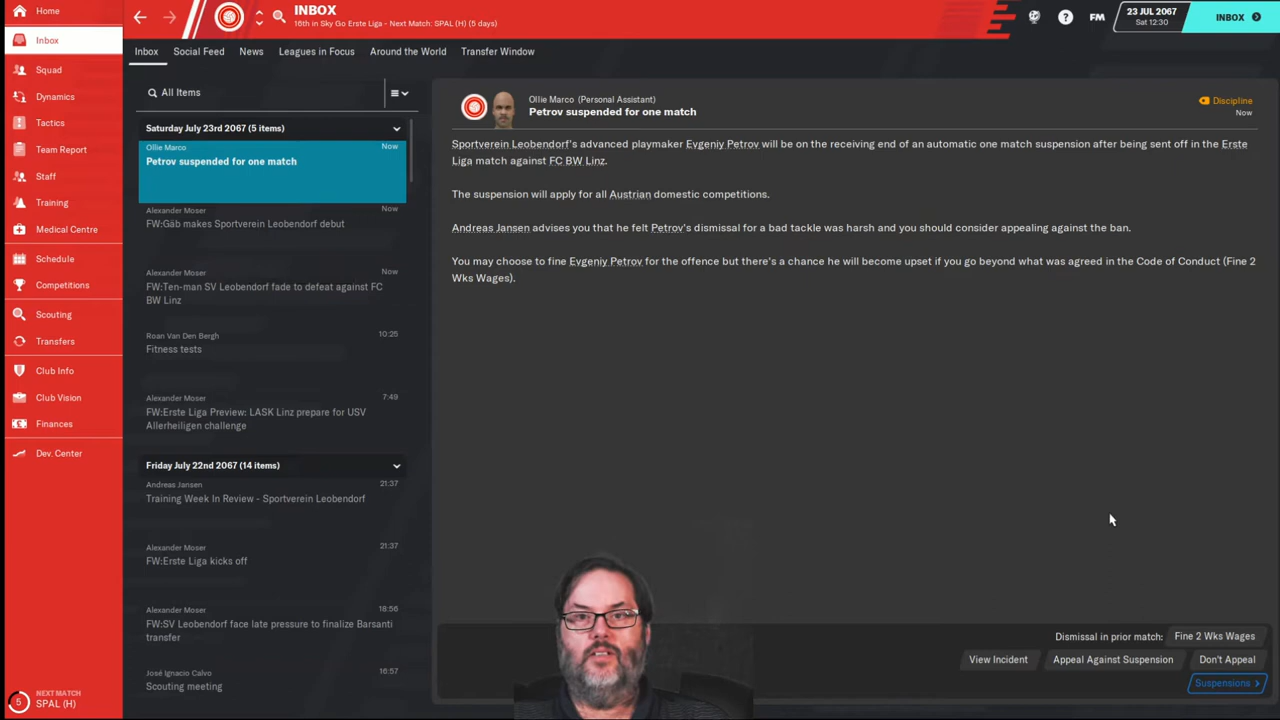 Home
INBOX
16th in Sky Go Erste Liga - Next Match: SPAL (H) (5 days)
FM
23 JUL 2067
Sat 12:30
INBOX
Inbox
Squad
Dynamics
Tactics
Team Report
Staff
Training
Medical Centre
Schedule
Competitions
Scouting
Transfers
Club Info
Club Vision
Finances
Dev. Center
5
NEXT MATCH
SPAL (H)
Inbox
Social Feed
News
Leagues in Focus
Around the World
Transfer Window
All Items
Saturday July 23rd 2067 (5 items)
Ollie Marco
Now
Petrov suspended for one match
Alexander Moser
Now
FW:Gäb makes Sportverein Leobendorf debut
Alexander Moser
Now
FW:Ten-man SV Leobendorf fade to defeat against FC
BW Linz
Roan Van Den Bergh
10:25
Fitness tests
Alexander Moser
7:49
FW:Erste Liga Preview: LASK Linz prepare for USV
Allerheiligen challenge
Friday July 22nd 2067 (14 items)
Andreas Jansen
21:37
Training Week In Review - Sportverein Leobendorf
Alexander Moser
21:37
FW:Erste Liga kicks off
Alexander Moser
18:56
FW:SV Leobendorf face late pressure to finalize Barsanti
transfer
José Ignacio Calvo
16:57
Scouting meeting
Ollie Marco (Personal Assistant)
Petrov suspended for one match
Discipline
Now
Sportverein Leobendorf's advanced playmaker Evgeniy Petrov will be on the receiving end of an automatic one match suspension after being sent off in the Erste
Liga match against FC BW Linz.
The suspension will apply for all Austrian domestic competitions.
Andreas Jansen advises you that he felt Petrov's dismissal for a bad tackle was harsh and you should consider appealing against the ban.
You may choose to fine Evgeniy Petrov for the offence but there's a chance he will become upset if you go beyond what was agreed in the Code of Conduct (Fine 2
Wks Wages).
Dismissal in prior match:
Fine 2 Wks Wages
View Incident
Appeal Against Suspension
Don't Appeal
Suspensions